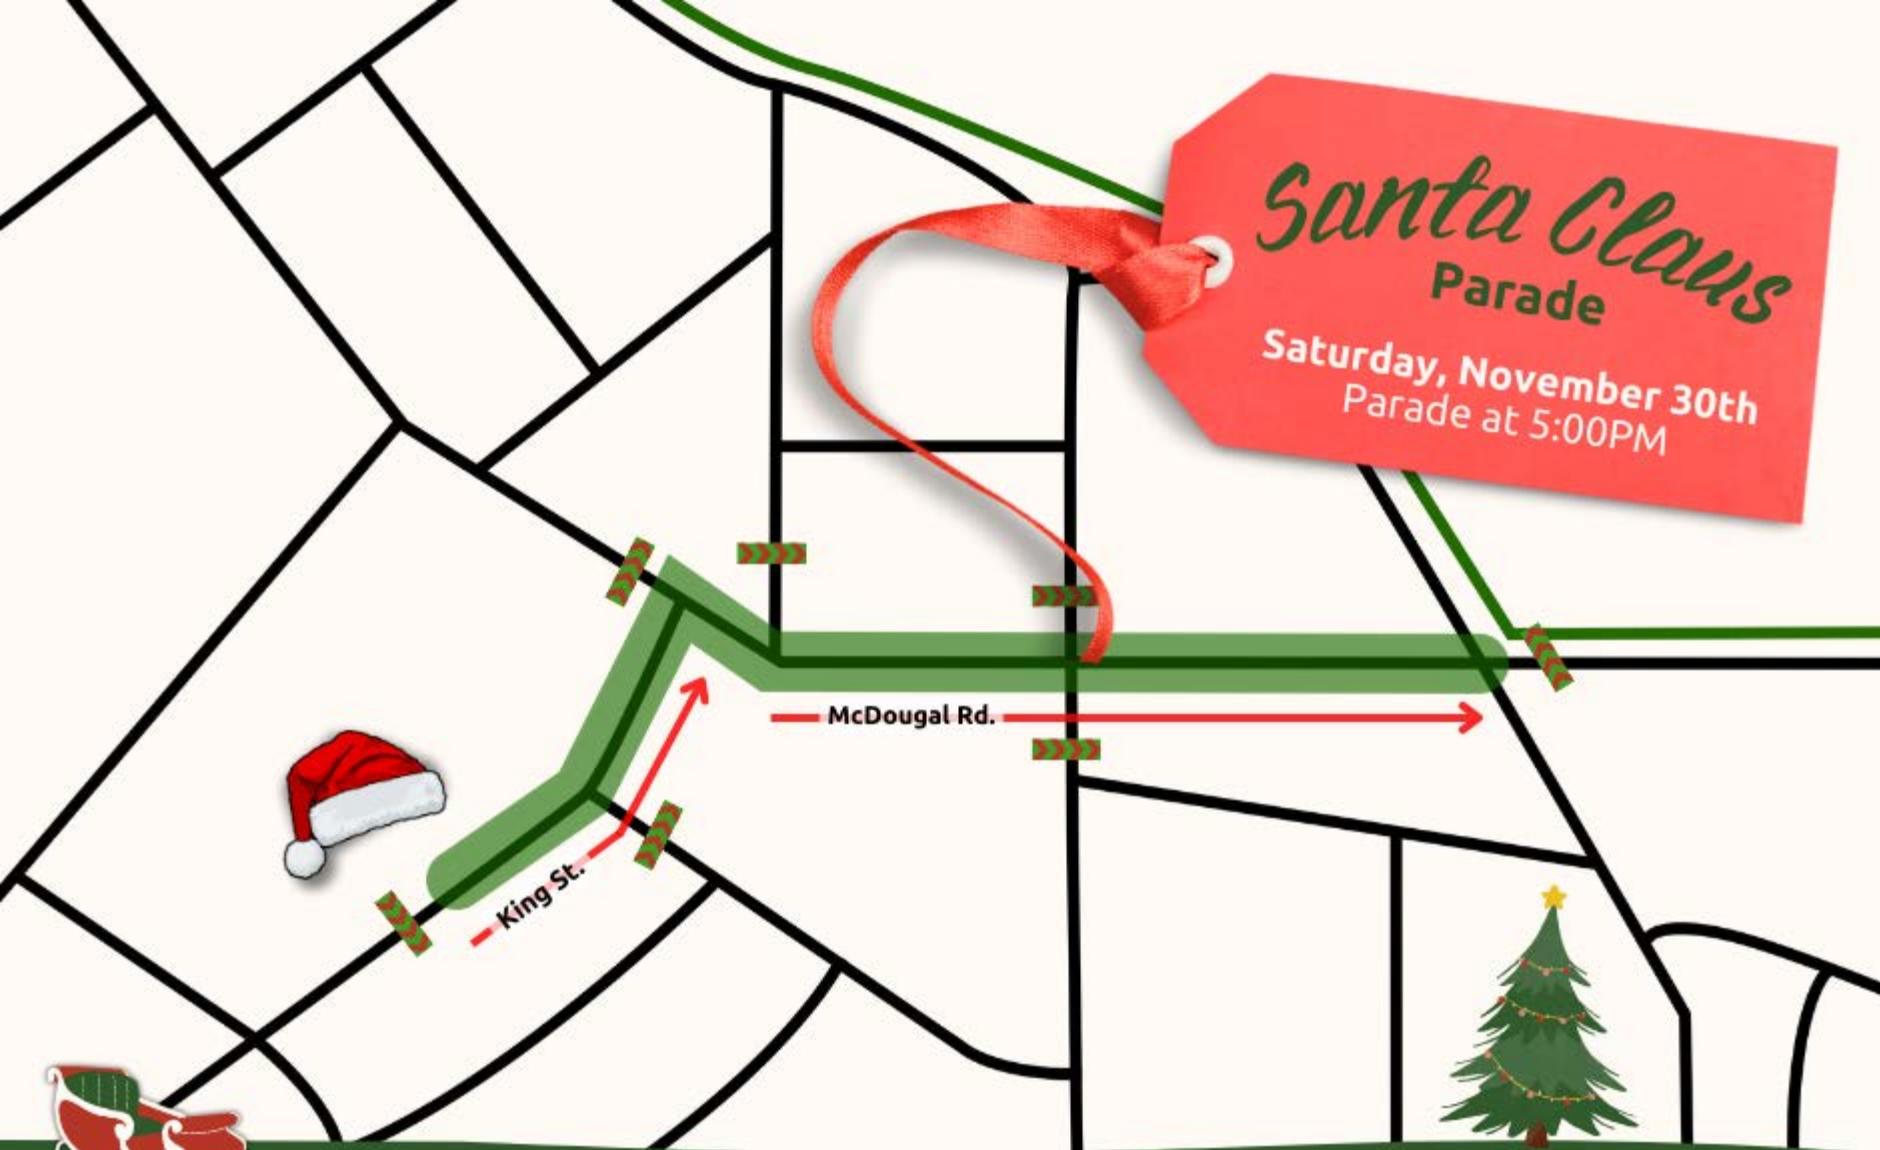 Santa Claus
Parade
Saturday, November 30th
Parade at 5:00PM
McDougal Rd.
King St.